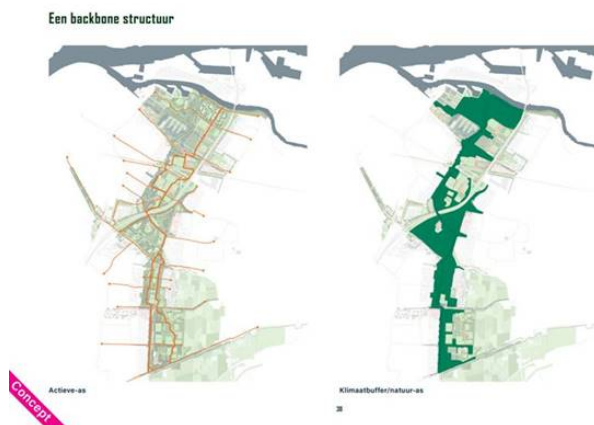 Een backbone structuur
Actieve-as
Klimaatbuffer/natuur-as
38
Concept